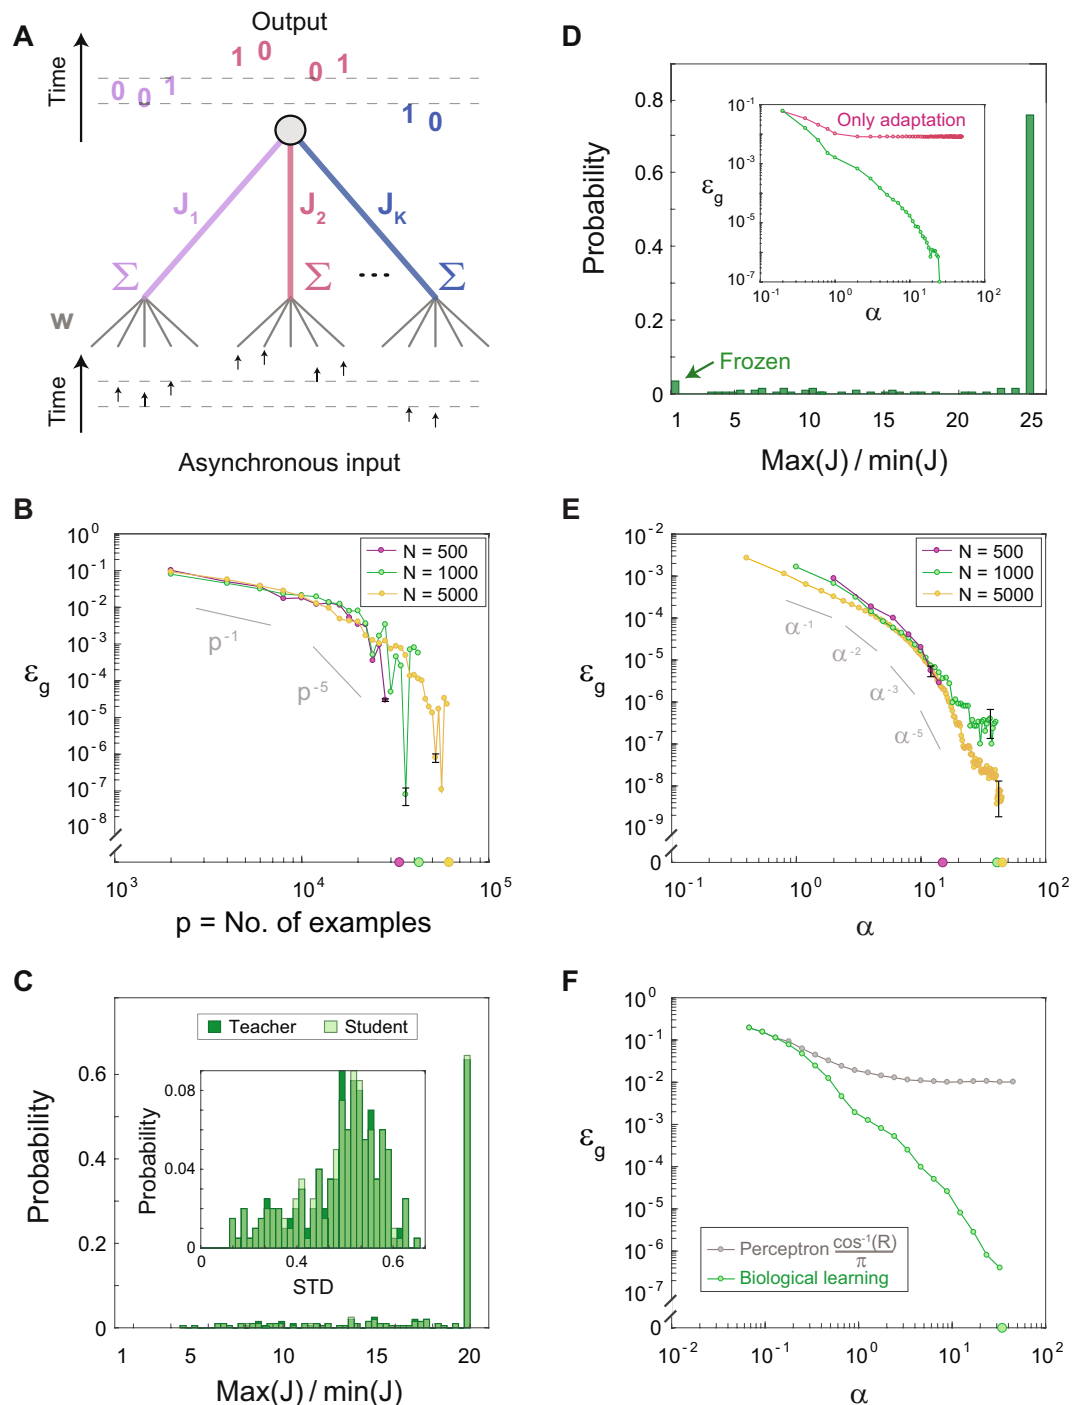 A
Output
Time
1 0
0 1
0 0 1
1 0
J1
J2
JK
Σ
Σ
...
Σ
w
Time
Asynchronous input
D
Probability
0.8
0.6
0.4
0.2
0
Frozen
1 5 10 15 20 25
Max(J) / min(J)
Only adaptation
εg
10^-1
10^-3
10^-5
10^-7
10^-1 10^0 10^1 10^2
α
B
N = 500
N = 1000
N = 5000
εg
10^0
10^-1
10^-2
10^-3
10^-4
10^-5
10^-6
10^-7
10^-8
0
p^-1
p^-5
10^3 10^4 10^5
p = No. of examples
E
N = 500
N = 1000
N = 5000
εg
10^-2
10^-3
10^-4
10^-5
10^-6
10^-7
10^-8
10^-9
0
α^-1
α^-2
α^-3
α^-5
10^-1 10^0 10^1 10^2
α
C
Teacher Student
Probability
0.6
0.4
0.2
0
1 5 10 15 20
Max(J) / min(J)
Probability
0.08
0.04
0
0 0.4 0.6
STD
F
εg
10^0
10^-1
10^-2
10^-3
10^-4
10^-5
10^-6
10^-7
0
Perceptron cos^-1(R)/π
Biological learning
10^-2 10^-1 10^0 10^1 10^2
α